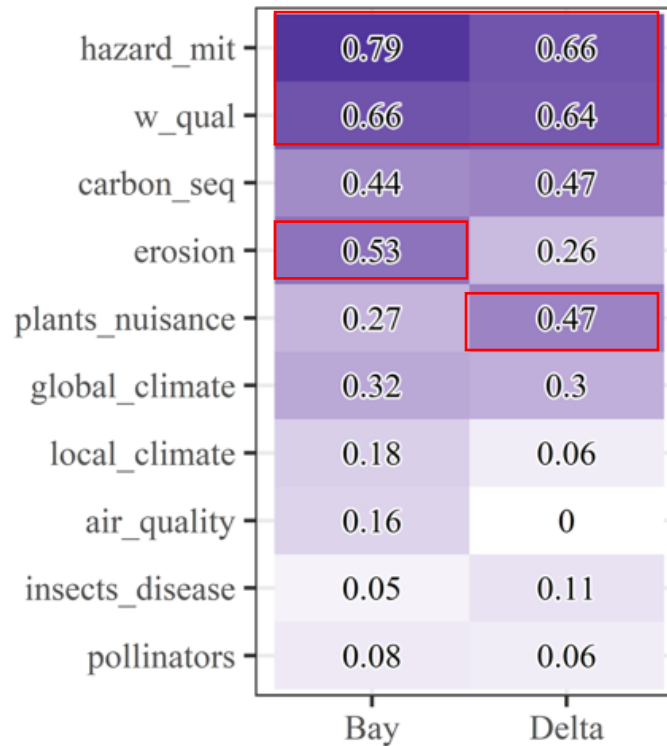 hazard_mit 0.79 0.66
w_qual 0.66 0.64
carbon_seq 0.44 0.47
erosion 0.53 0.26
plants_nuisance 0.27 0.47
global_climate 0.32 0.3
local_climate 0.18 0.06
air_quality 0.16 0
insects_disease 0.05 0.11
pollinators 0.08 0.06
Bay Delta